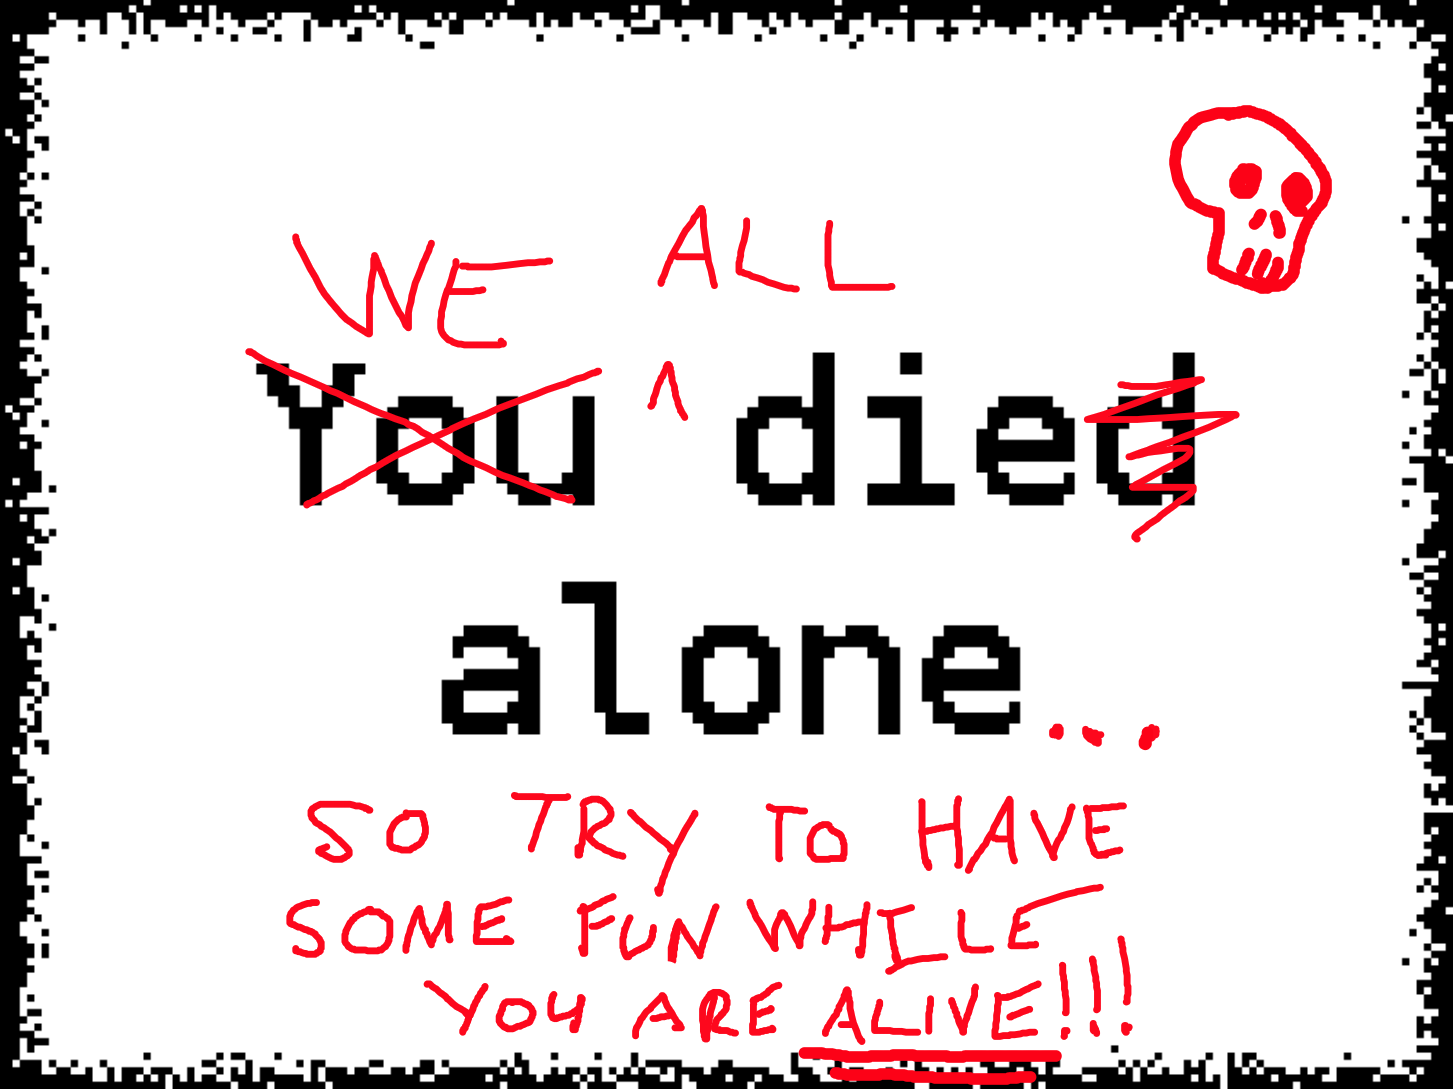 WE ALL
You ^ died
alone...
SO TRY TO HAVE
SOME FUN WHILE
YOU ARE ALIVE!!!